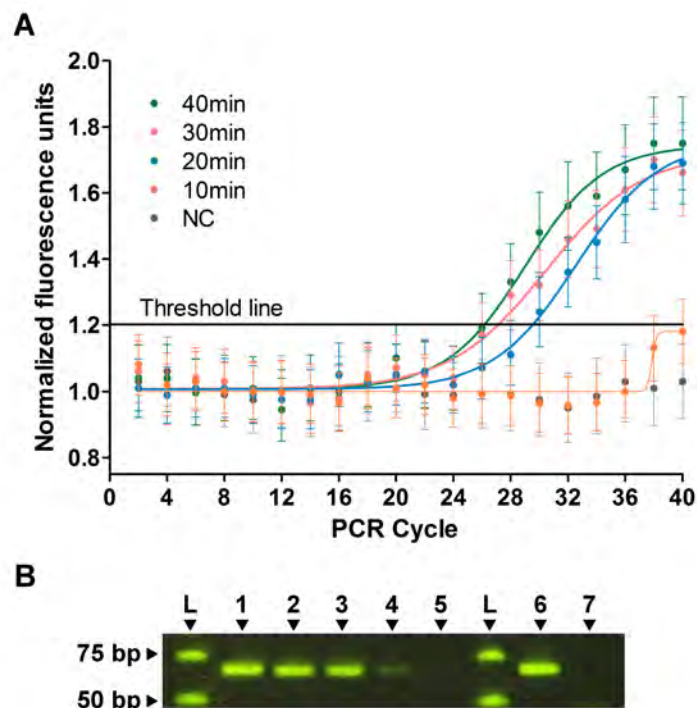 A
Normalized fluorescence units
2.0
1.8
1.6
1.4
1.2
1.0
0.8
40min
30min
20min
10min
NC
Threshold line
0 4 8 12 16 20 24 28 32 36 40
PCR Cycle
B
L 1 2 3 4 5 L 6 7
75 bp
50 bp